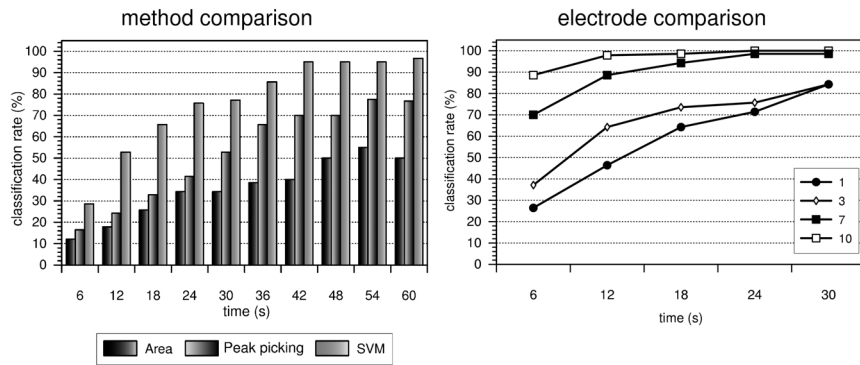 method comparison
classification rate (%)
100
90
80
70
60
50
40
30
20
10
0
6 12 18 24 30 36 42 48 54 60
time (s)
Area Peak picking SVM
electrode comparison
classification rate (%)
100
90
80
70
60
50
40
30
20
10
0
1
3
7
10
6 12 18 24 30
time (s)